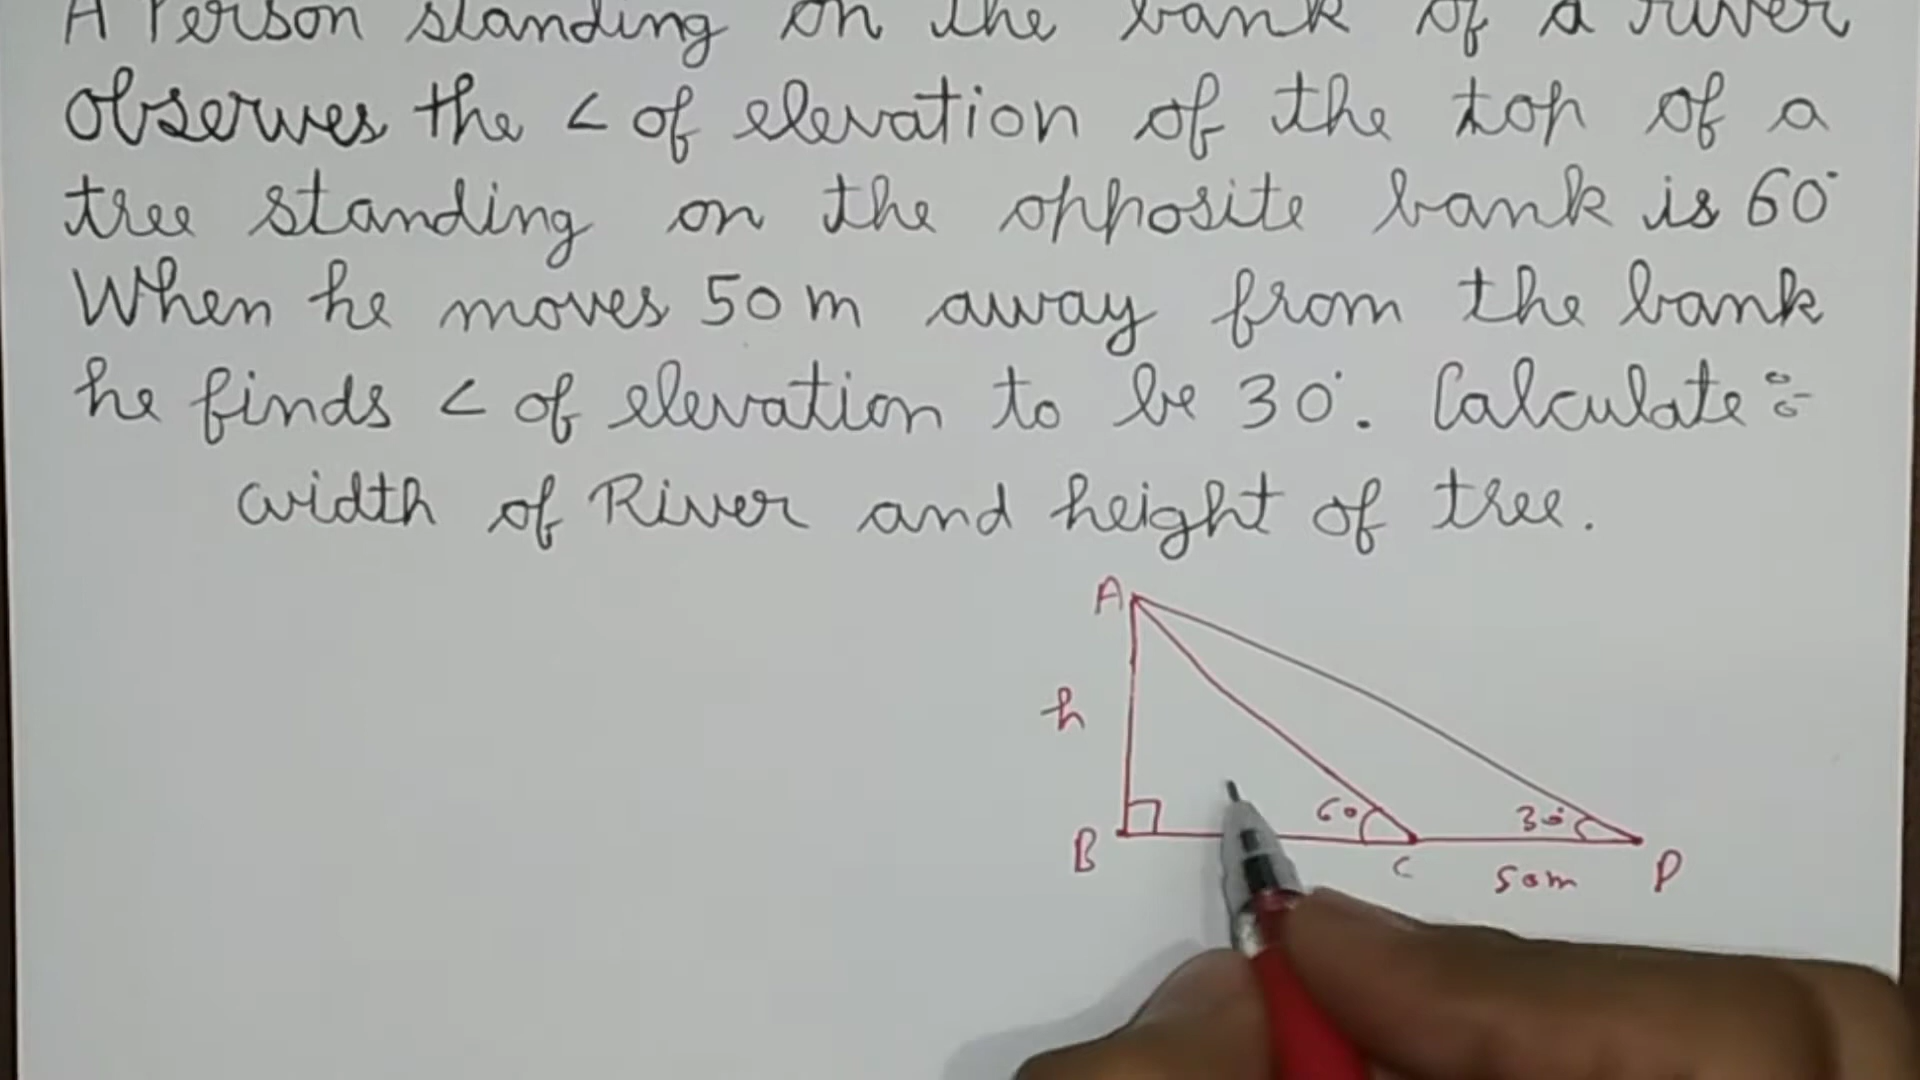 A Person standing on the bank of a river
observes the < of elevation of the top of a
tree standing on the opposite bank is 60°
When he moves 50 m away from the bank
he finds < of elevation to be 30°. Calculate :-
width of River and height of tree.
A
h
60
30°
B
C
50m
D